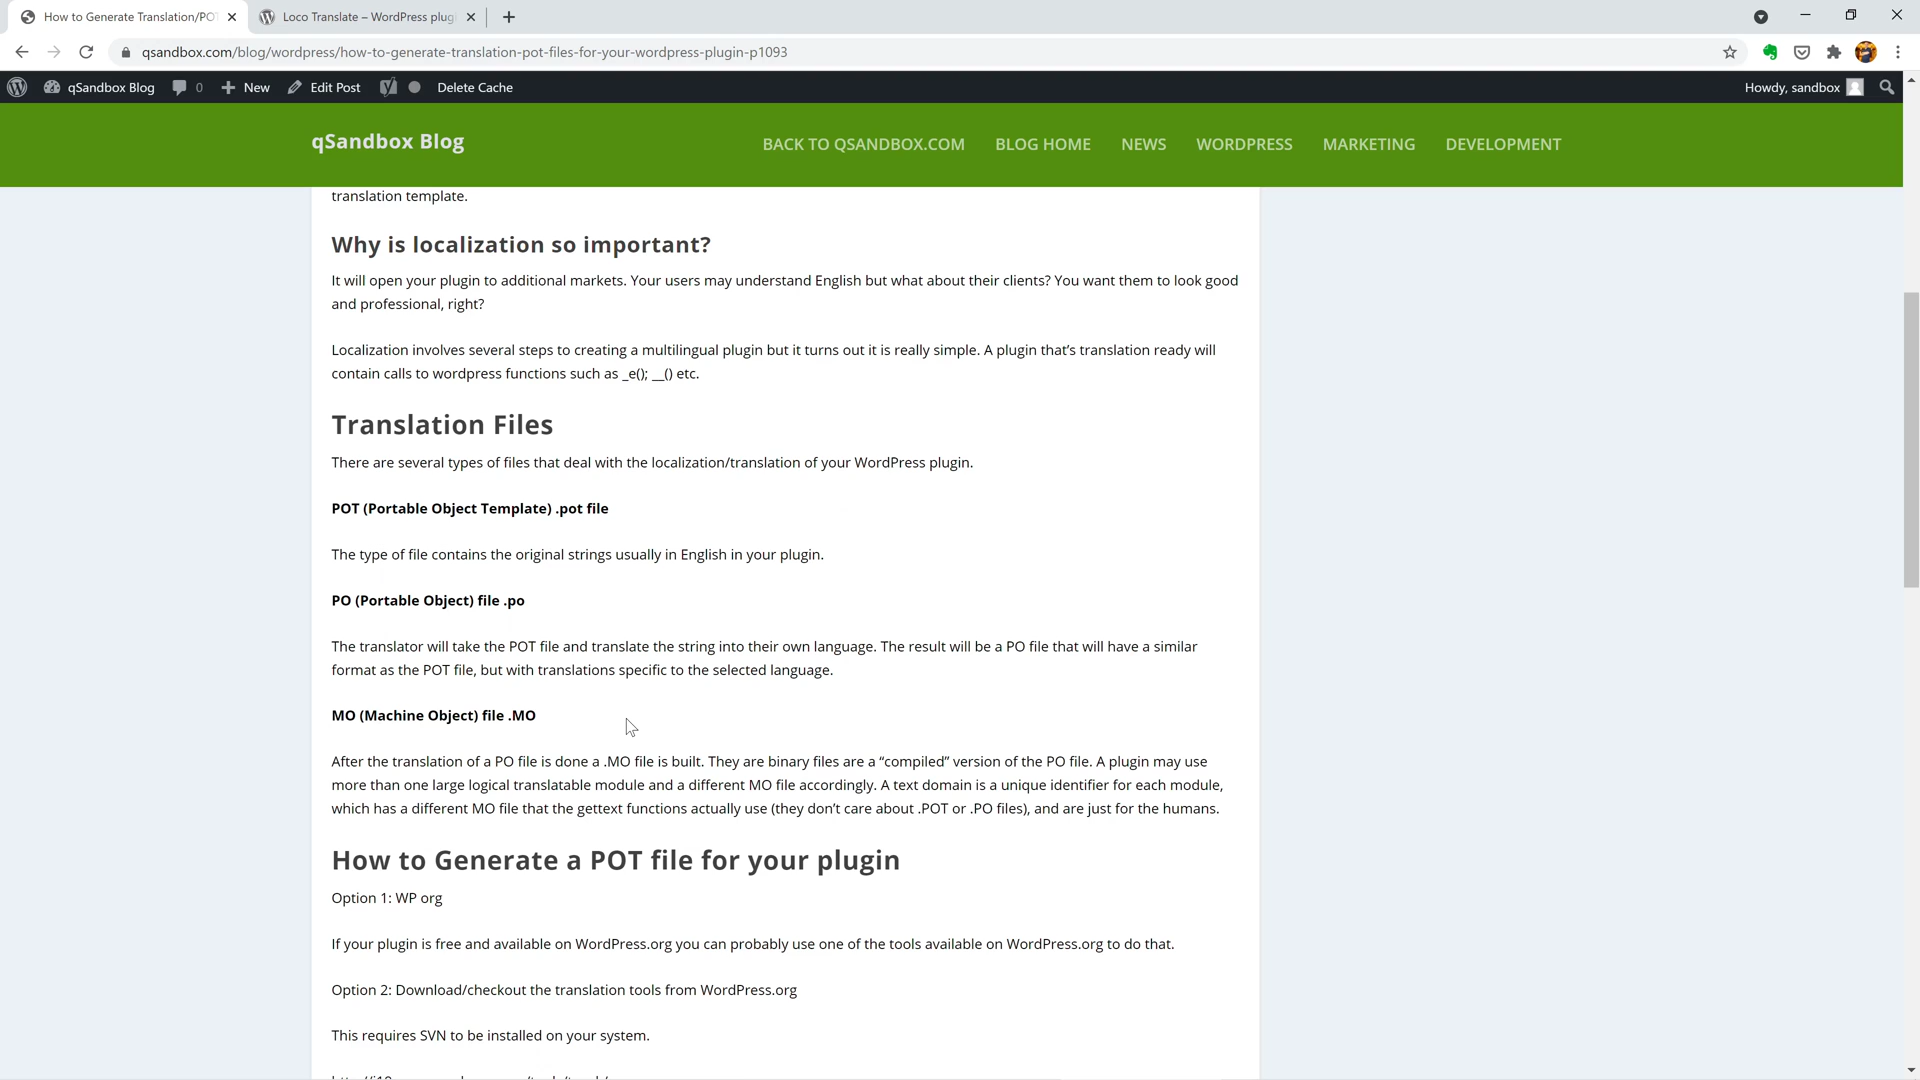 How to Generate Translation/PO
Loco Translate – WordPress plug
qsandbox.com/blog/wordpress/how-to-generate-translation-pot-files-for-your-wordpress-plugin-p1093
qSandbox Blog 0 New Edit Post Delete Cache Howdy, sandbox
qSandbox Blog
BACK TO QSANDBOX.COM BLOG HOME NEWS WORDPRESS MARKETING DEVELOPMENT
translation template.
Why is localization so important?
It will open your plugin to additional markets. Your users may understand English but what about their clients? You want them to look good
and professional, right?
Localization involves several steps to creating a multilingual plugin but it turns out it is really simple. A plugin that’s translation ready will
contain calls to wordpress functions such as _e(); __() etc.
Translation Files
There are several types of files that deal with the localization/translation of your WordPress plugin.
POT (Portable Object Template) .pot file
The type of file contains the original strings usually in English in your plugin.
PO (Portable Object) file .po
The translator will take the POT file and translate the string into their own language. The result will be a PO file that will have a similar
format as the POT file, but with translations specific to the selected language.
MO (Machine Object) file .MO
After the translation of a PO file is done a .MO file is built. They are binary files are a “compiled” version of the PO file. A plugin may use
more than one large logical translatable module and a different MO file accordingly. A text domain is a unique identifier for each module,
which has a different MO file that the gettext functions actually use (they don’t care about .POT or .PO files), and are just for the humans.
How to Generate a POT file for your plugin
Option 1: WP org
If your plugin is free and available on WordPress.org you can probably use one of the tools available on WordPress.org to do that.
Option 2: Download/checkout the translation tools from WordPress.org
This requires SVN to be installed on your system.